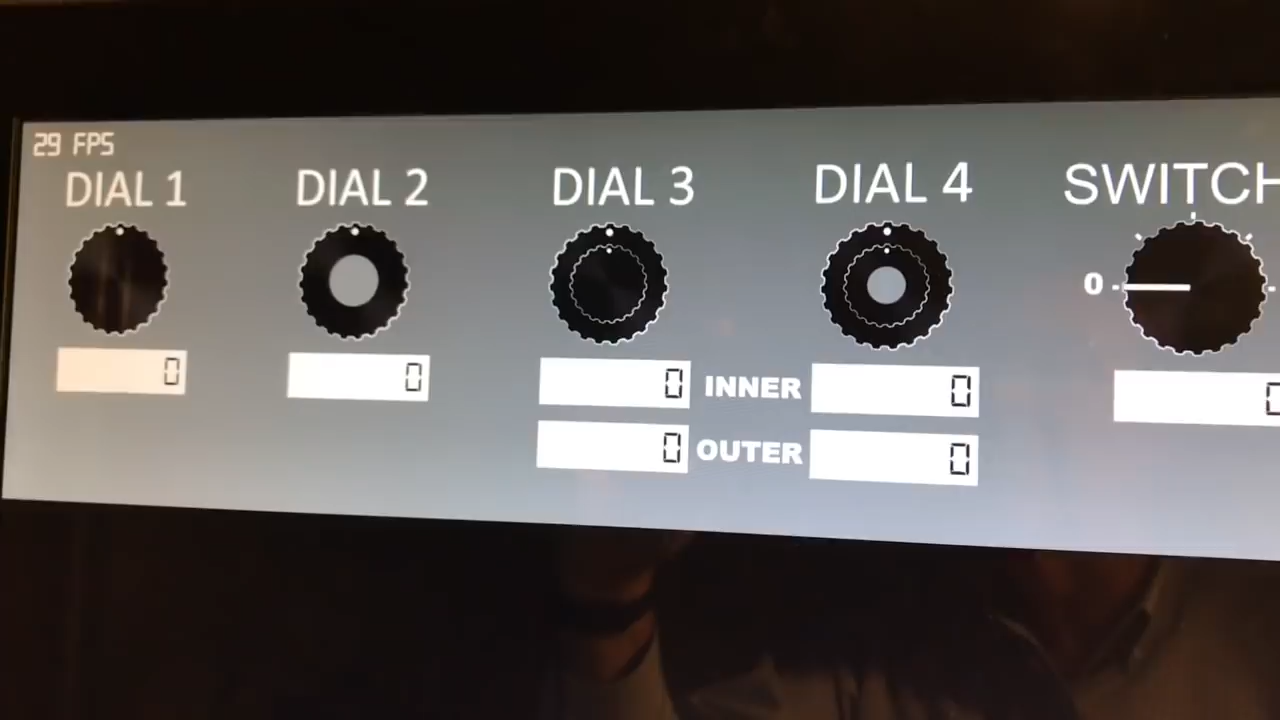 29 FPS
DIAL 1 DIAL 2 DIAL 3 DIAL 4 SWITCH
0
0 0 0 INNER 0
0 OUTER 0